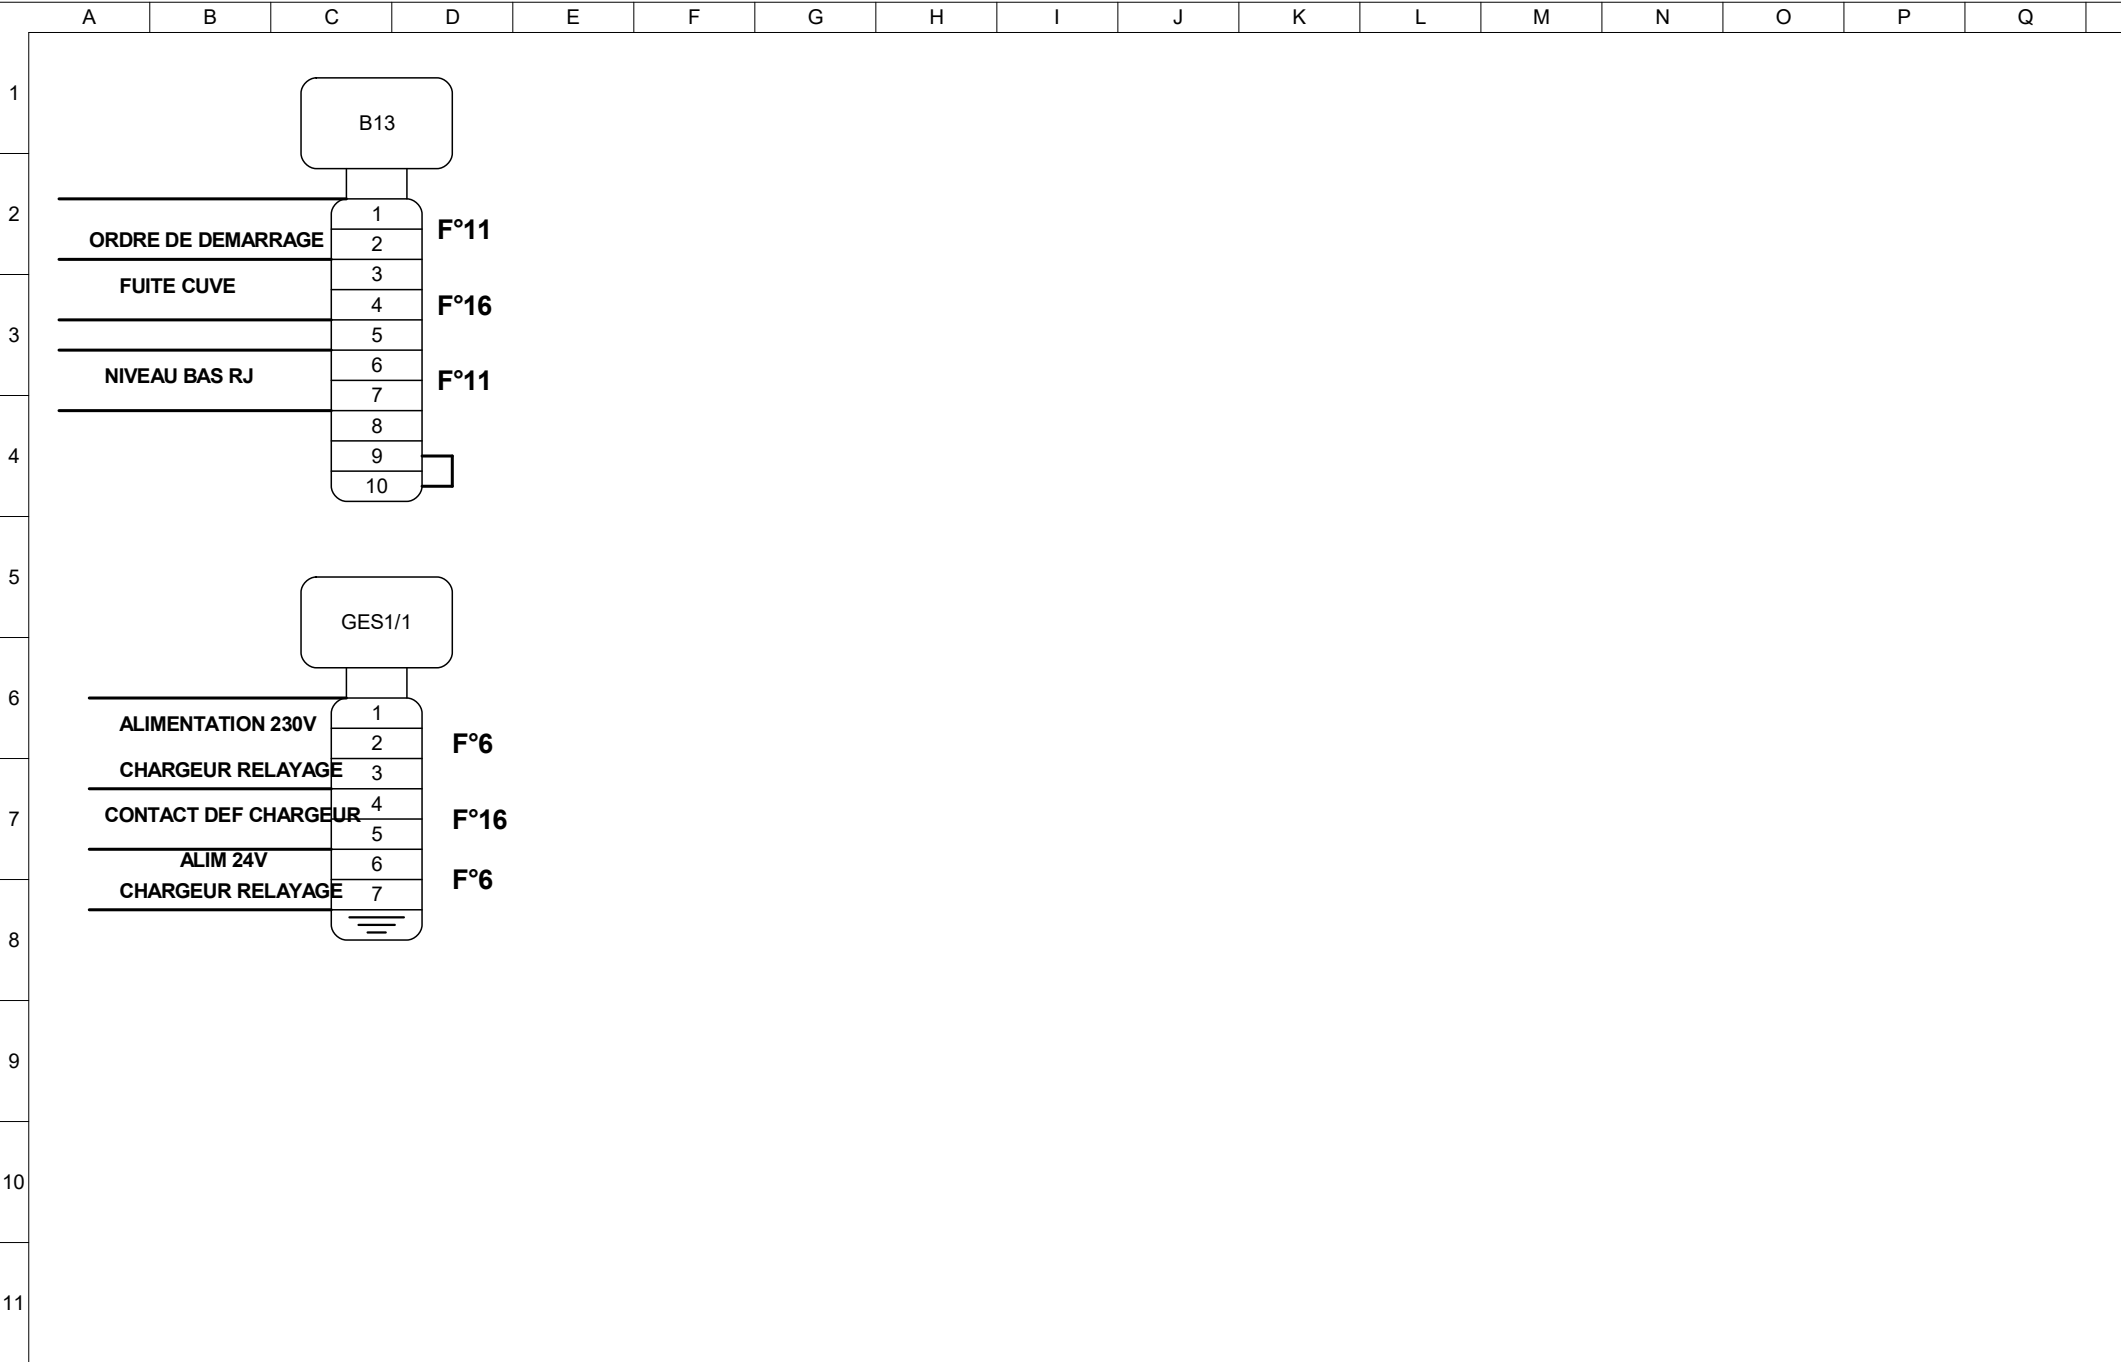 A B C D E F G H I J K L M N O P Q
1
B13
2
1
ORDRE DE DEMARRAGE 2 F°11
3
FUITE CUVE
4 F°16
3
5
6
NIVEAU BAS RJ F°11
7
8
4
9
10
5
GES1/1
6
1
ALIMENTATION 230V
2 F°6
CHARGEUR RELAYAGE 3
4
7
CONTACT DEF CHARGEUR F°16
5
ALIM 24V 6
F°6
CHARGEUR RELAYAGE 7
8
9
10
11